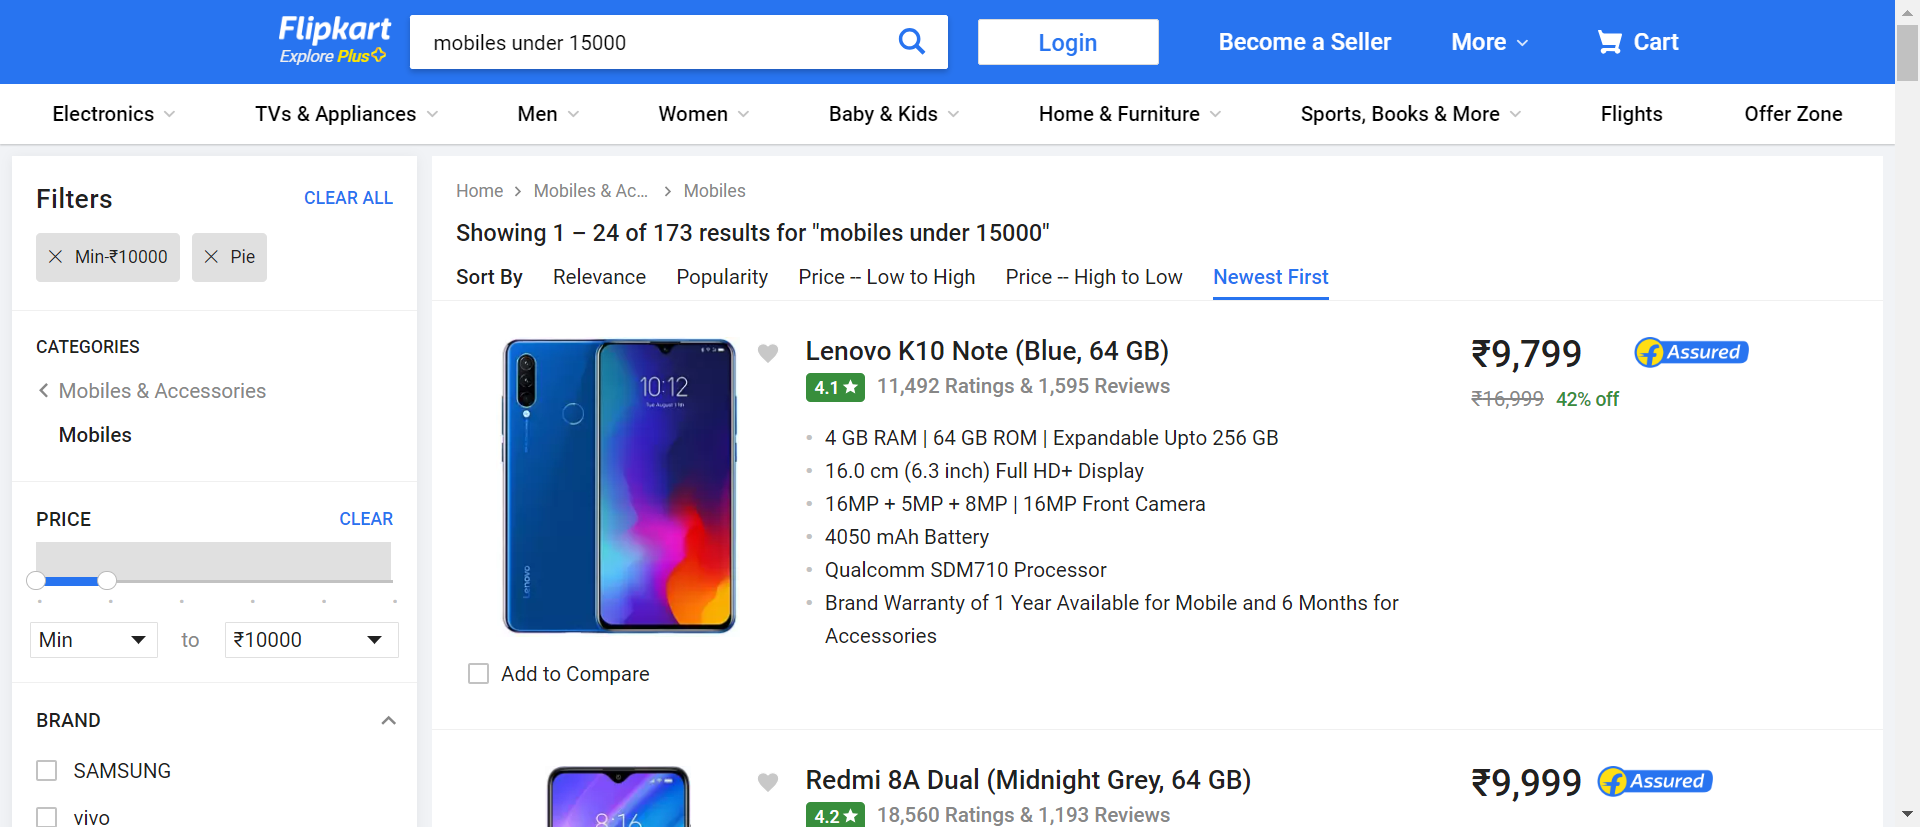 Flipkart
Explore Plus
mobiles under 15000
Login
Become a Seller
More
Cart
Electronics
TVs & Appliances
Men
Women
Baby & Kids
Home & Furniture
Sports, Books & More
Flights
Offer Zone
Filters
CLEAR ALL
Min-₹10000
Pie
CATEGORIES
Mobiles & Accessories
Mobiles
PRICE
CLEAR
Min
to
₹10000
BRAND
SAMSUNG
vivo
Home
Mobiles & Ac...
Mobiles
Showing 1 – 24 of 173 results for "mobiles under 15000"
Sort By
Relevance
Popularity
Price -- Low to High
Price -- High to Low
Newest First
10:12
Lenovo
Add to Compare
Lenovo K10 Note (Blue, 64 GB)
4.1
11,492 Ratings & 1,595 Reviews
4 GB RAM | 64 GB ROM | Expandable Upto 256 GB
16.0 cm (6.3 inch) Full HD+ Display
16MP + 5MP + 8MP | 16MP Front Camera
4050 mAh Battery
Qualcomm SDM710 Processor
Brand Warranty of 1 Year Available for Mobile and 6 Months for
Accessories
₹9,799
Assured
₹16,999 42% off
8:16
Redmi 8A Dual (Midnight Grey, 64 GB)
4.2
18,560 Ratings & 1,193 Reviews
₹9,999
Assured